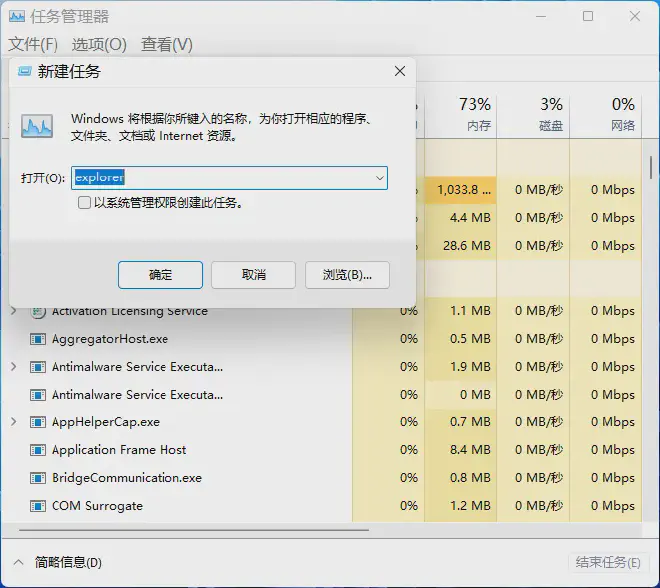 任务管理器
文件(F) 选项(O) 查看(V)
新建任务
Windows 将根据你所键入的名称，为你打开相应的程序、
文件夹、文档或 Internet 资源。
打开(O): explorer
以系统管理权限创建此任务。
确定 取消 浏览(B)...
% 73% 3% 0%
内存 磁盘 网络
% 1,033.8 ... 0 MB/秒 0 Mbps
% 4.4 MB 0 MB/秒 0 Mbps
% 28.6 MB 0 MB/秒 0 Mbps
Activation Licensing Service 0% 1.1 MB 0 MB/秒 0 Mbps
AggregatorHost.exe 0% 0.5 MB 0 MB/秒 0 Mbps
Antimalware Service Executa... 0% 1.9 MB 0 MB/秒 0 Mbps
Antimalware Service Executa... 0% 0 MB 0 MB/秒 0 Mbps
AppHelperCap.exe 0% 0.7 MB 0 MB/秒 0 Mbps
Application Frame Host 0% 8.4 MB 0 MB/秒 0 Mbps
BridgeCommunication.exe 0% 0.8 MB 0 MB/秒 0 Mbps
COM Surrogate 0% 1.2 MB 0 MB/秒 0 Mbps
简略信息(D) 结束任务(E)